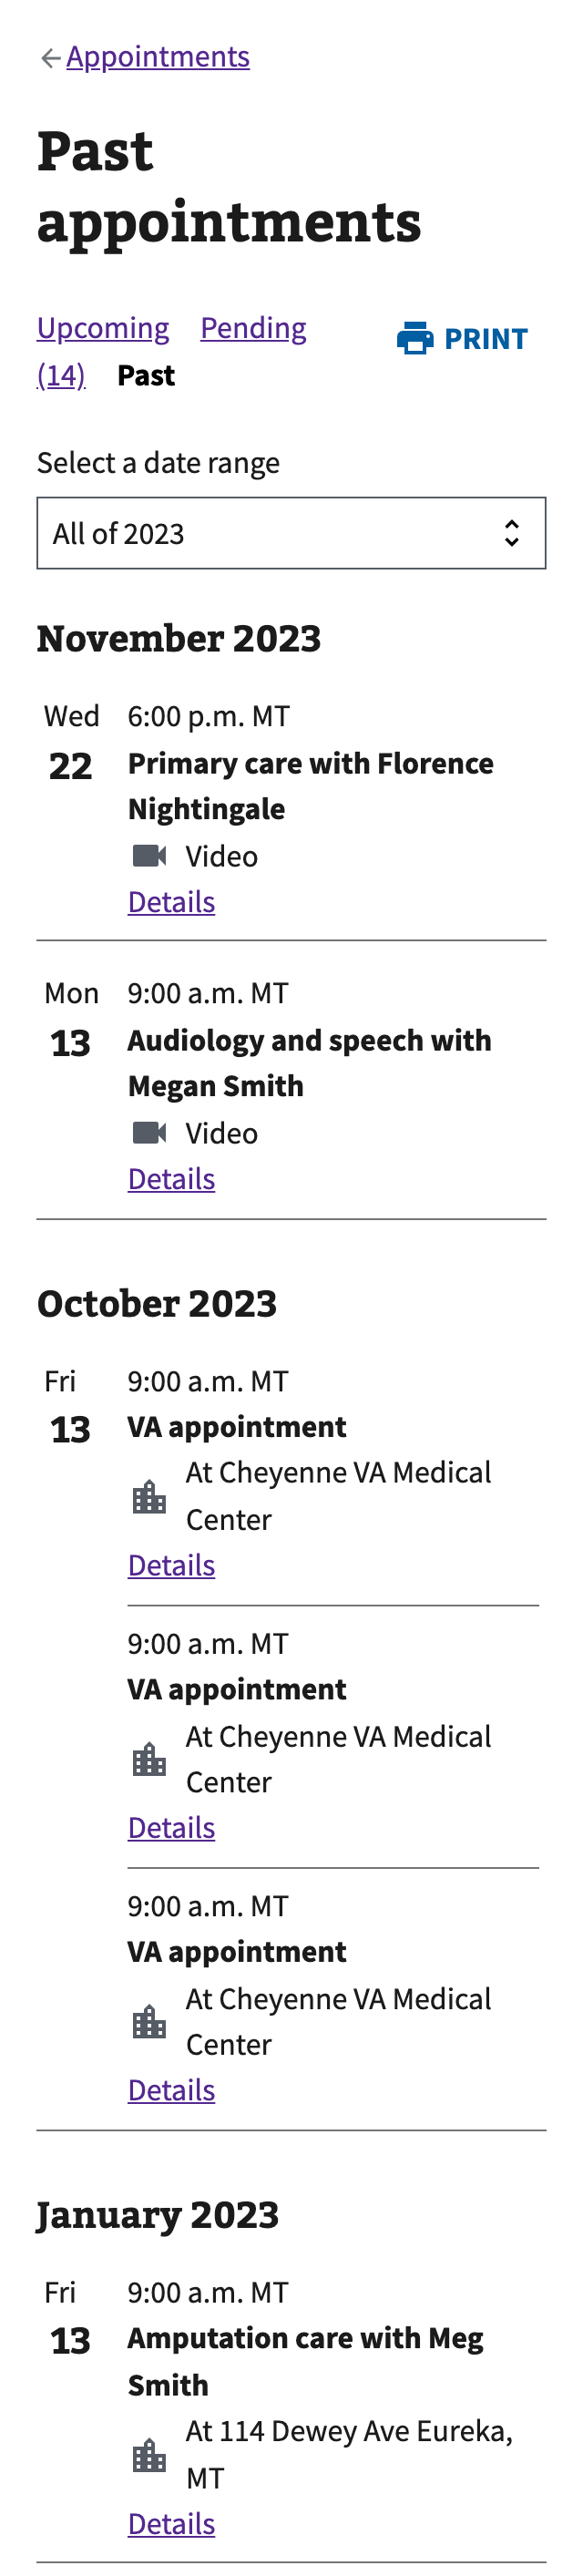 Appointments
Past
appointments
Upcoming Pending
(14) Past
PRINT
Select a date range
All of 2023
November 2023
Wed 6:00 p.m. MT
22 Primary care with Florence
Nightingale
Video
Details
Mon 9:00 a.m. MT
13 Audiology and speech with
Megan Smith
Video
Details
October 2023
Fri 9:00 a.m. MT
13 VA appointment
At Cheyenne VA Medical
Center
Details
9:00 a.m. MT
VA appointment
At Cheyenne VA Medical
Center
Details
9:00 a.m. MT
VA appointment
At Cheyenne VA Medical
Center
Details
January 2023
Fri 9:00 a.m. MT
13 Amputation care with Meg
Smith
At 114 Dewey Ave Eureka,
MT
Details